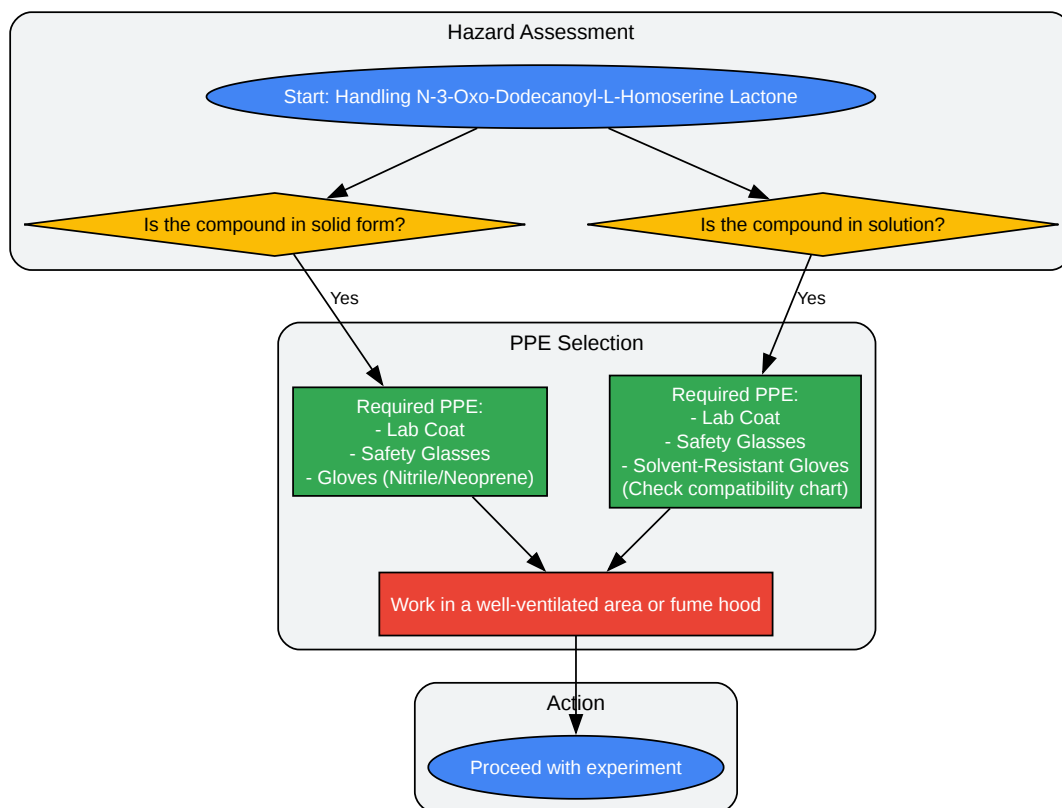 Hazard Assessment
Start: Handling N-3-Oxo-Dodecanoyl-L-Homoserine Lactone
Is the compound in solid form?
Is the compound in solution?
Yes
Yes
PPE Selection
Required PPE:
- Lab Coat
- Safety Glasses
- Gloves (Nitrile/Neoprene)
Required PPE:
- Lab Coat
- Safety Glasses
- Solvent-Resistant Gloves
(Check compatibility chart)
Work in a well-ventilated area or fume hood
Action
Proceed with experiment